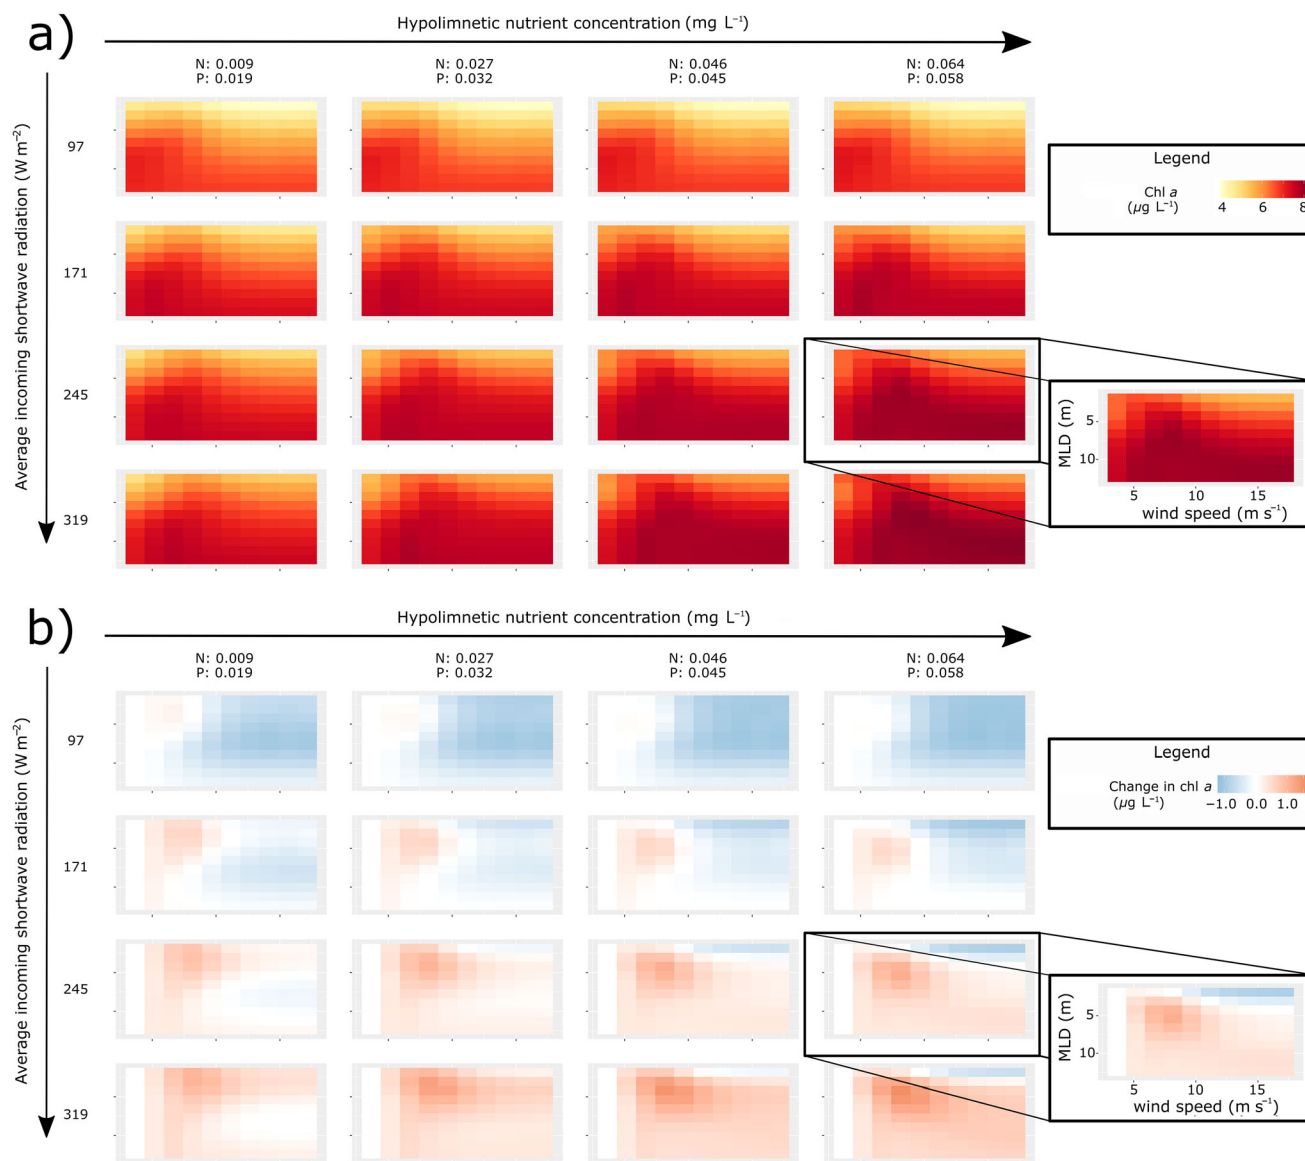 a)
Hypolimnetic nutrient concentration (mg L⁻¹)
N: 0.009 N: 0.027 N: 0.046 N: 0.064
P: 0.019 P: 0.032 P: 0.045 P: 0.058
Average incoming shortwave radiation (W m⁻²)
97
171
245
319
Legend
Chl a
(µg L⁻¹)
4 6 8
MLD (m)
5
10
5 10 15
wind speed (m s⁻¹)
b)
Hypolimnetic nutrient concentration (mg L⁻¹)
N: 0.009 N: 0.027 N: 0.046 N: 0.064
P: 0.019 P: 0.032 P: 0.045 P: 0.058
Average incoming shortwave radiation (W m⁻²)
97
171
245
319
Legend
Change in chl a
(µg L⁻¹)
−1.0 0.0 1.0
MLD (m)
5
10
5 10 15
wind speed (m s⁻¹)